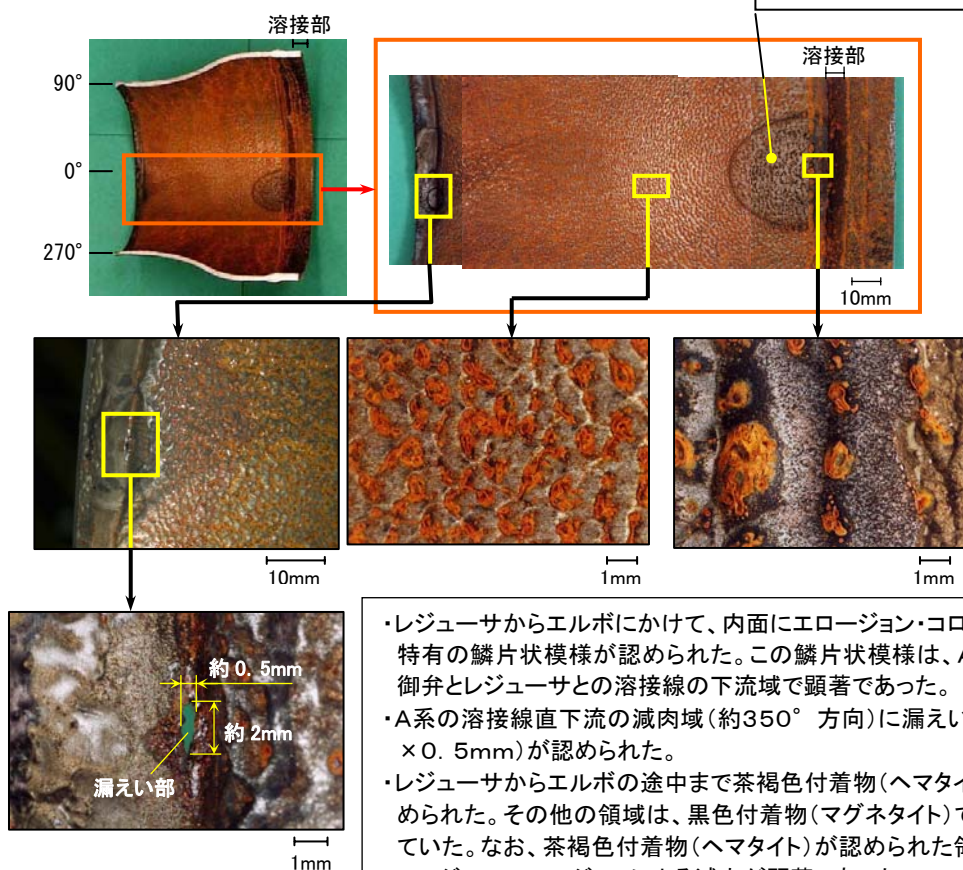 溶接部
90°
0°
270°
溶接部
10mm
10mm
1mm
1mm
約0.5mm
約2mm
漏えい部
1mm
・レジューサからエルボにかけて、内面にエロージョン・コロ
特有の鱗片状模様が認められた。この鱗片状模様は、
御弁とレジューサとの溶接線の下流域で顕著であった。
・A系の溶接線直下流の減肉域(約350° 方向)に漏えい
×0.5mm)が認められた。
・レジューサからエルボの途中まで茶褐色付着物(ヘマタイ
められた。その他の領域は、黒色付着物(マグネタイト)で
ていた。なお、茶褐色付着物(ヘマタイト)が認められた